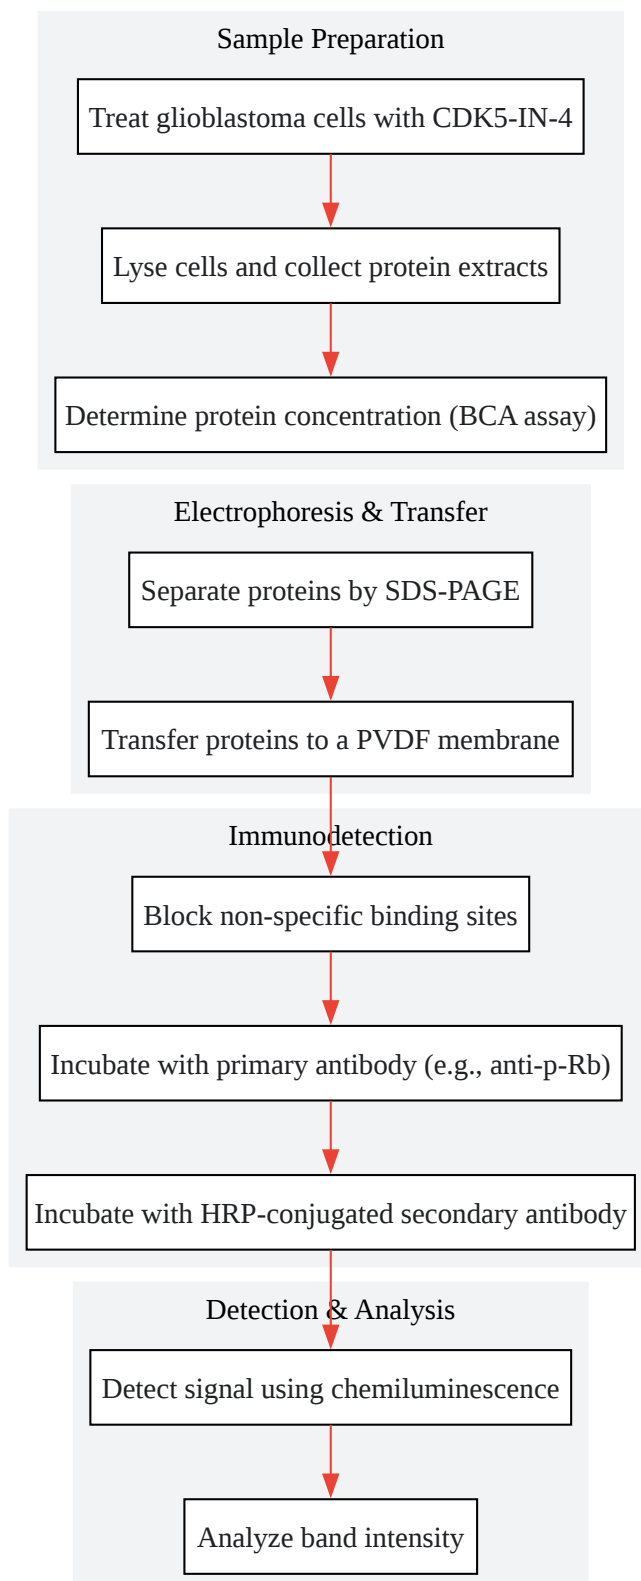 Sample Preparation
Treat glioblastoma cells with CDK5-IN-4
Lyse cells and collect protein extracts
Determine protein concentration (BCA assay)
Electrophoresis & Transfer
Separate proteins by SDS-PAGE
Transfer proteins to a PVDF membrane
Immunodetection
Block non-specific binding sites
Incubate with primary antibody (e.g., anti-p-Rb)
Incubate with HRP-conjugated secondary antibody
Detection & Analysis
Detect signal using chemiluminescence
Analyze band intensity